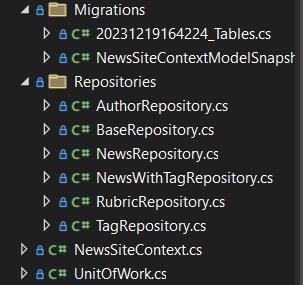 Migrations
C# 20231219164224_Tables.cs
C# NewsSiteContextModelSnapsh
Repositories
C# AuthorRepository.cs
C# BaseRepository.cs
C# NewsRepository.cs
C# NewsWithTagRepository.cs
C# RubricRepository.cs
C# TagRepository.cs
C# NewsSiteContext.cs
C# UnitOfWork.cs